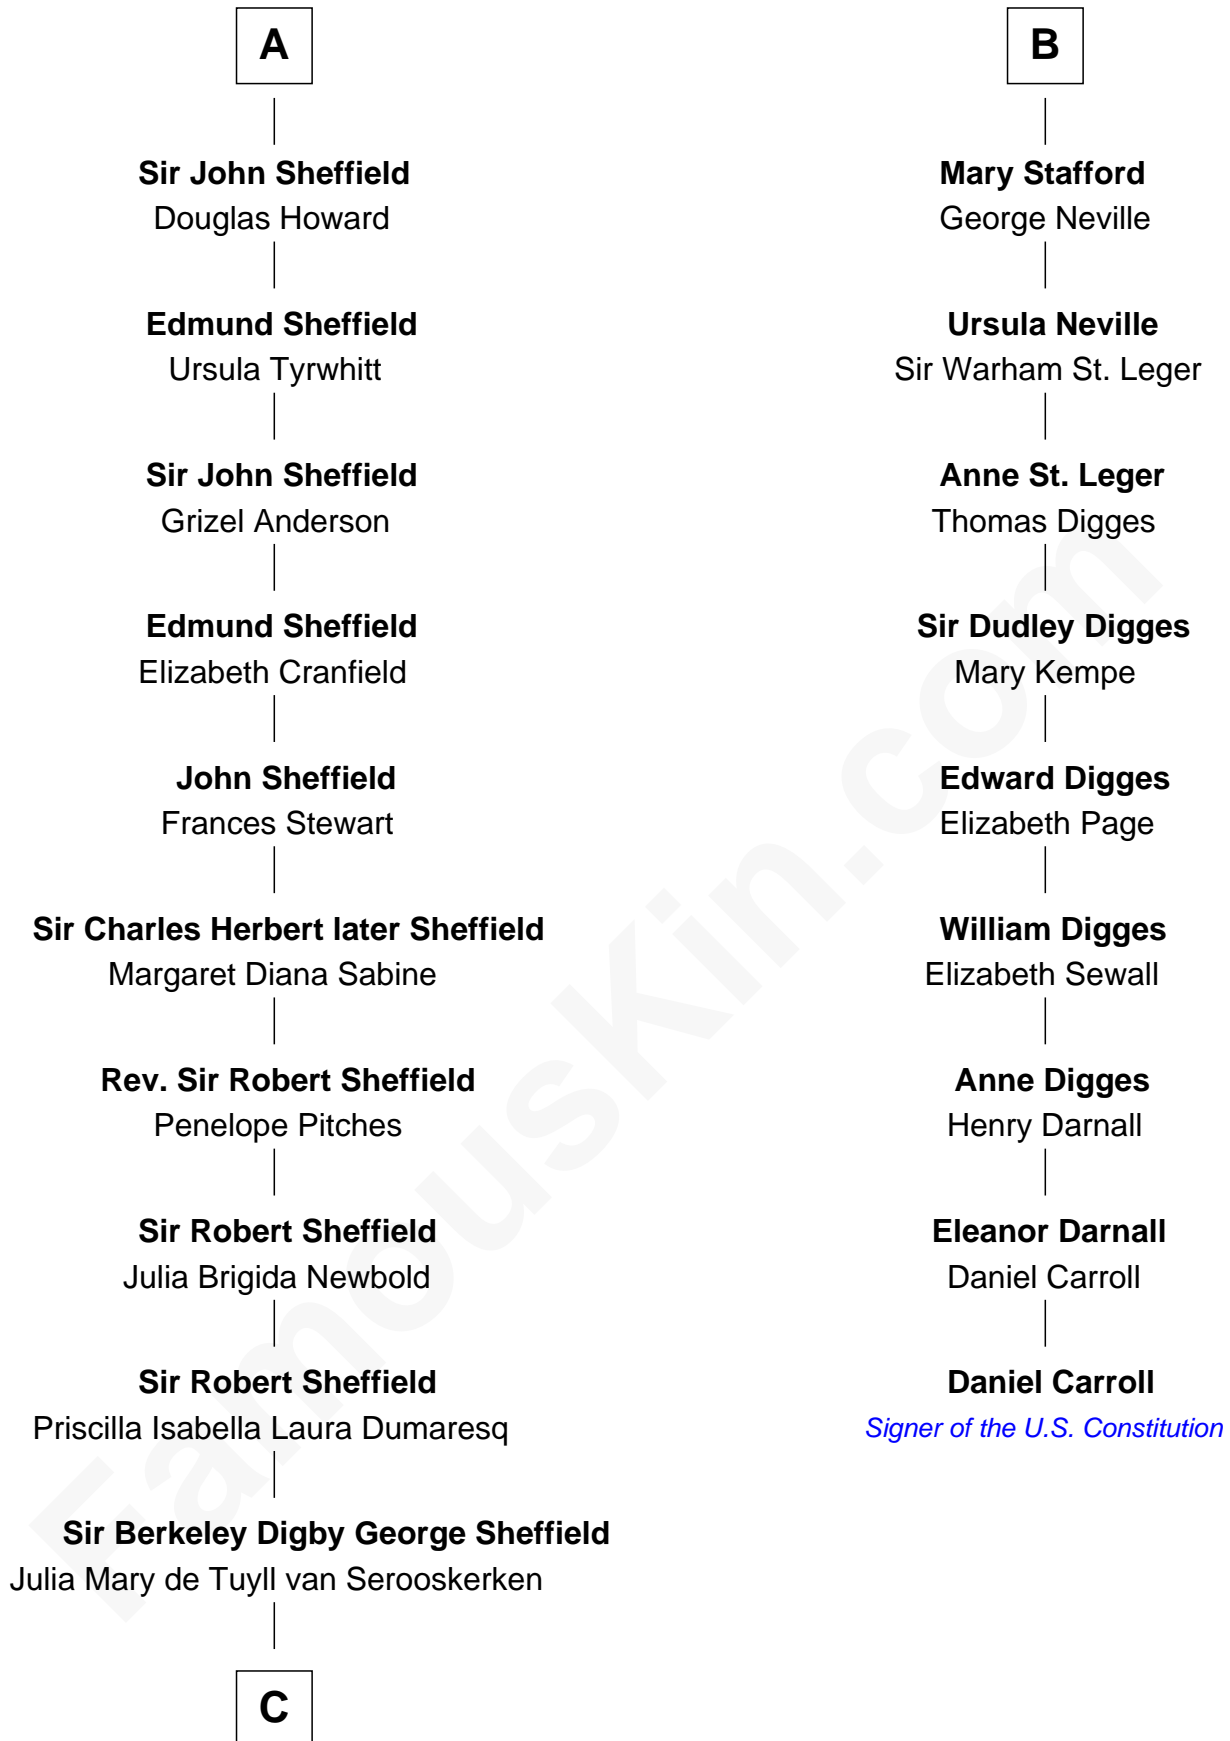 A
Sir John Sheffield
Douglas Howard
Edmund Sheffield
Ursula Tyrwhitt
Sir John Sheffield
Grizel Anderson
Edmund Sheffield
Elizabeth Cranfield
John Sheffield
Frances Stewart
Sir Charles Herbert later Sheffield
Margaret Diana Sabine
Rev. Sir Robert Sheffield
Penelope Pitches
Sir Robert Sheffield
Julia Brigida Newbold
Sir Robert Sheffield
Priscilla Isabella Laura Dumaresq
Sir Berkeley Digby George Sheffield
Julia Mary de Tuyll van Serooskerken
C
B
Mary Stafford
George Neville
Ursula Neville
Sir Warham St. Leger
Anne St. Leger
Thomas Digges
Sir Dudley Digges
Mary Kempe
Edward Digges
Elizabeth Page
William Digges
Elizabeth Sewall
Anne Digges
Henry Darnall
Eleanor Darnall
Daniel Carroll
Daniel Carroll
Signer of the U.S. Constitution
FamousKin.com